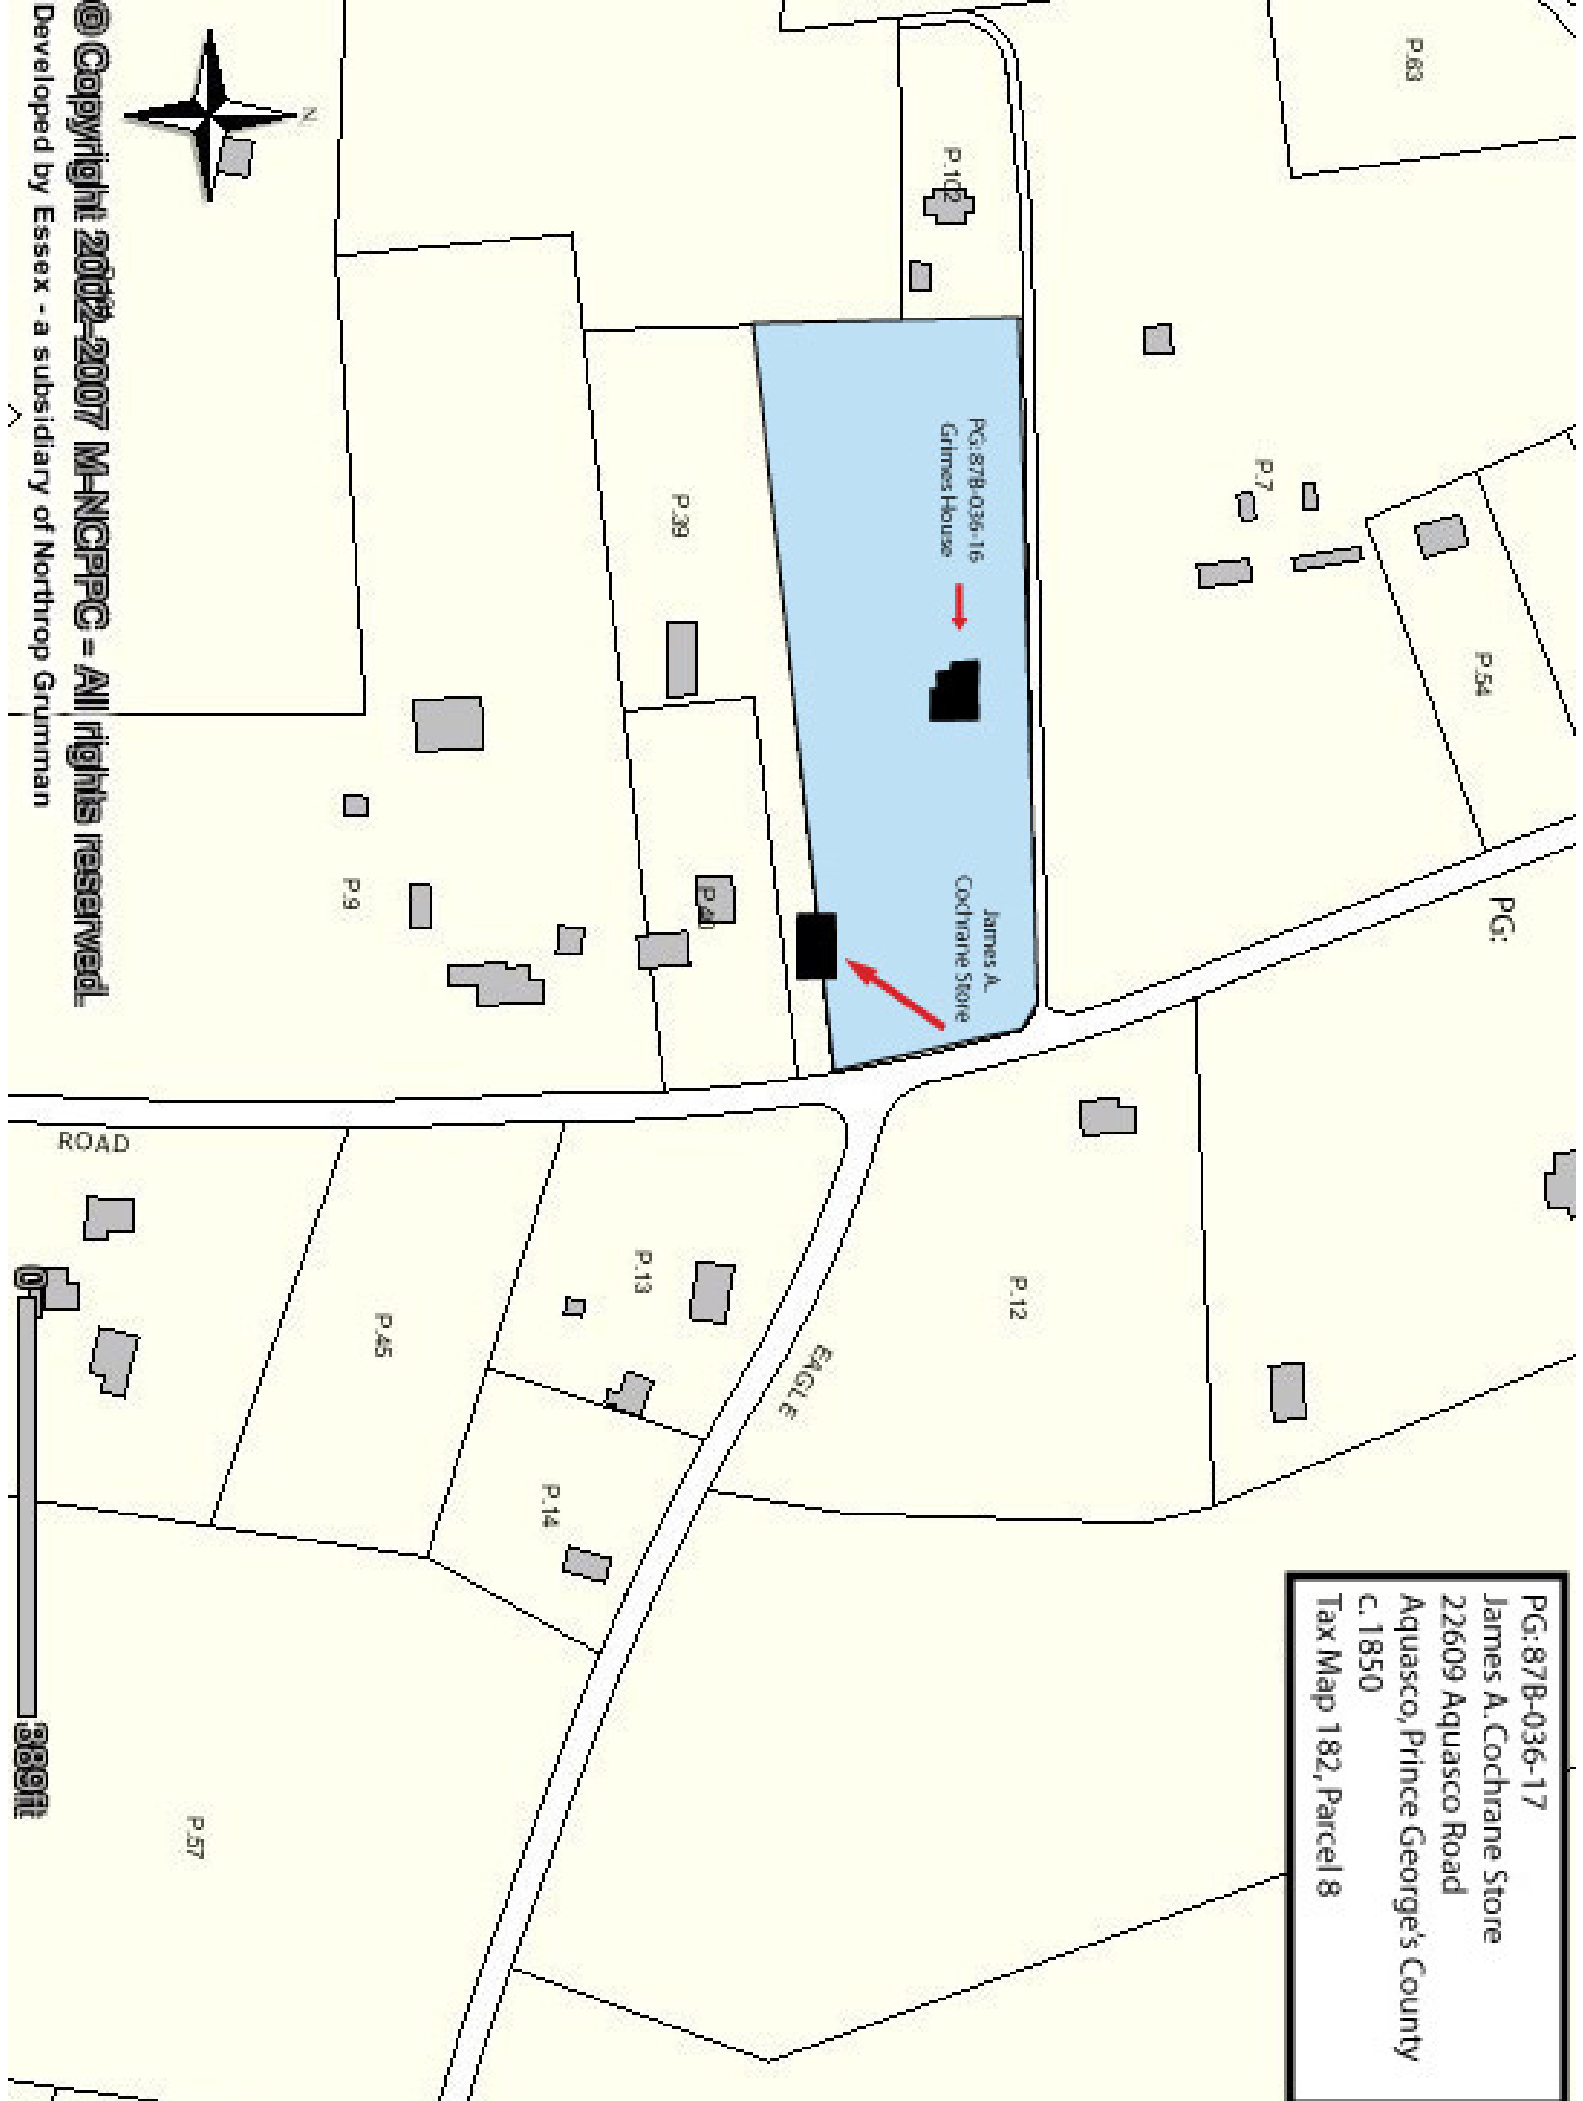 PG:87B-036-17
James A. Cochrane Store
22609 Aquasco Road
Aquasco, Prince George's County
c.1850
Tax Map 182, Parcel 8
P.63
P.54
PG:
P.7
P.102
PG:87B-036-16
Grimes House
James A.
Cochrane Store
P.12
P.39
P.40
EAGLE
P.13
P.14
P.9
P.45
N
P.57
ROAD
© Copyright 2002-2007 M-NCPPC - All rights reserved.
Developed by Essex - a subsidiary of Northrop Grumman
0